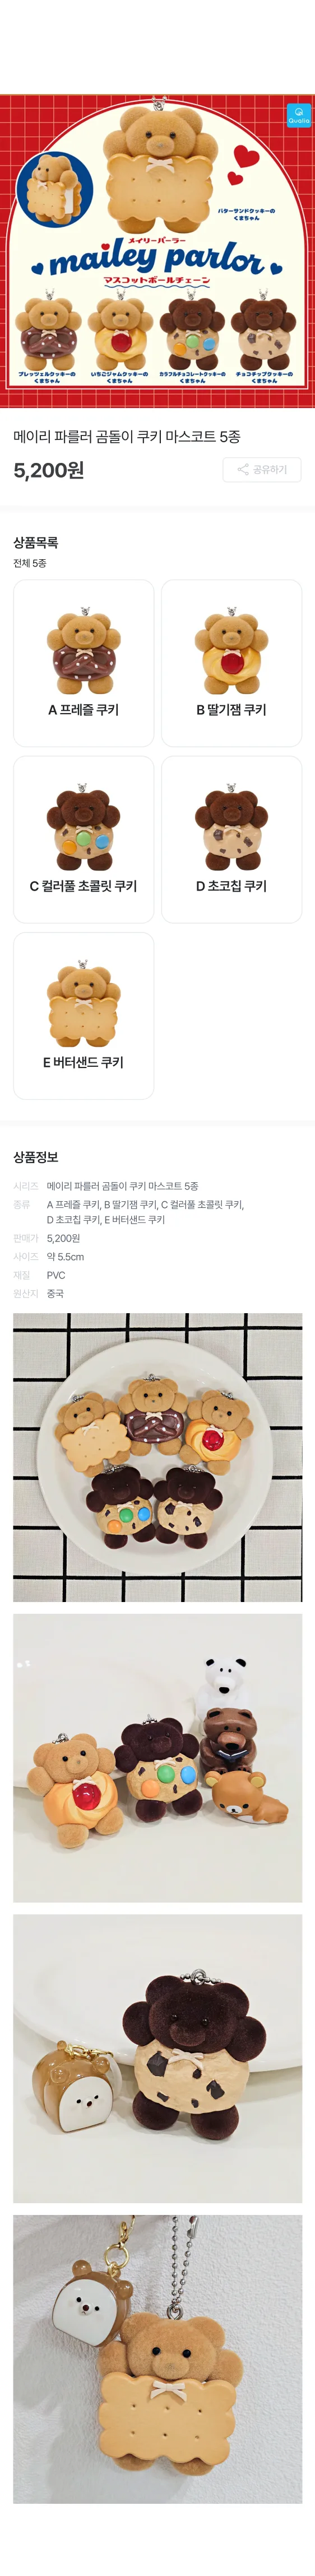 Qualia
バターサンドクッキーの
くまちゃん
メイリーパーラー
mailey parlor
マスコットボールチェーン
プレッツェルクッキーの
くまちゃん
いちごジャムクッキーの
くまちゃん
カラフルチョコレートクッキーの
くまちゃん
チョコチップクッキーの
くまちゃん
메이리 파를러 곰돌이 쿠키 마스코트 5종
5,200원
공유하기
상품목록
전체 5종
A 프레즐 쿠키
B 딸기잼 쿠키
C 컬러풀 초콜릿 쿠키
D 초코칩 쿠키
E 버터샌드 쿠키
상품정보
시리즈 메이리 파를러 곰돌이 쿠키 마스코트 5종
종류 A 프레즐 쿠키, B 딸기잼 쿠키, C 컬러풀 초콜릿 쿠키,
D 초코칩 쿠키, E 버터샌드 쿠키
판매가 5,200원
사이즈 약 5.5cm
재질 PVC
원산지 중국